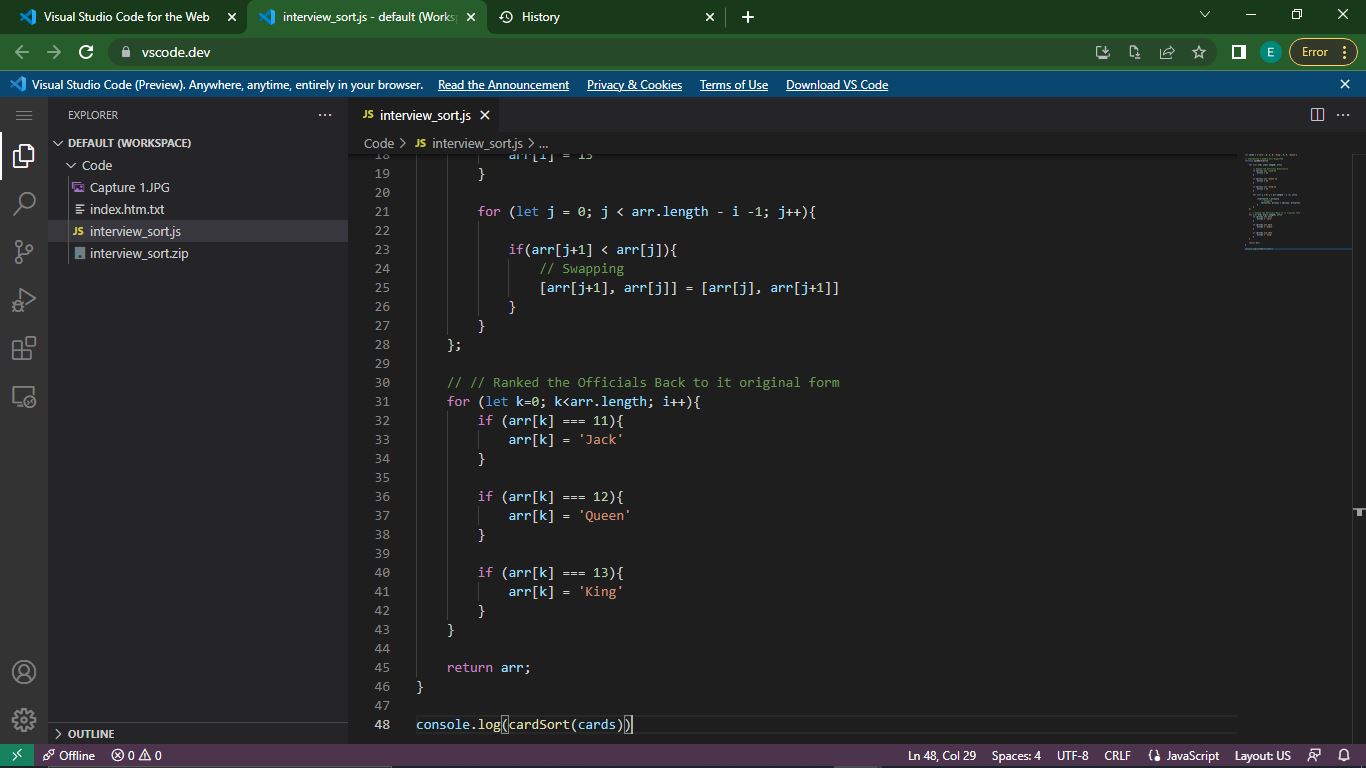 Visual Studio Code for the Web
interview_sort.js - default (Works
History
vscode.dev
E
Error
Visual Studio Code (Preview). Anywhere, anytime, entirely in your browser. Read the Announcement Privacy & Cookies Terms of Use Download VS Code
EXPLORER
DEFAULT (WORKSPACE)
Code
Capture 1.JPG
index.htm.txt
JS interview_sort.js
interview_sort.zip
OUTLINE
JS interview_sort.js
Code > JS interview_sort.js > ...
18 arr[i] = 13
19 }
20
21 for (let j = 0; j < arr.length - i -1; j++){
22
23 if(arr[j+1] < arr[j]){
24 // Swapping
25 [arr[j+1], arr[j]] = [arr[j], arr[j+1]]
26 }
27 }
28 };
29
30 // // Ranked the Officials Back to it original form
31 for (let k=0; k<arr.length; i++){
32 if (arr[k] === 11){
33 arr[k] = 'Jack'
34 }
35
36 if (arr[k] === 12){
37 arr[k] = 'Queen'
38 }
39
40 if (arr[k] === 13){
41 arr[k] = 'King'
42 }
43 }
44
45 return arr;
46 }
47
48 console.log(cardSort(cards))
Offline 0 0 Ln 48, Col 29 Spaces: 4 UTF-8 CRLF JavaScript Layout: US